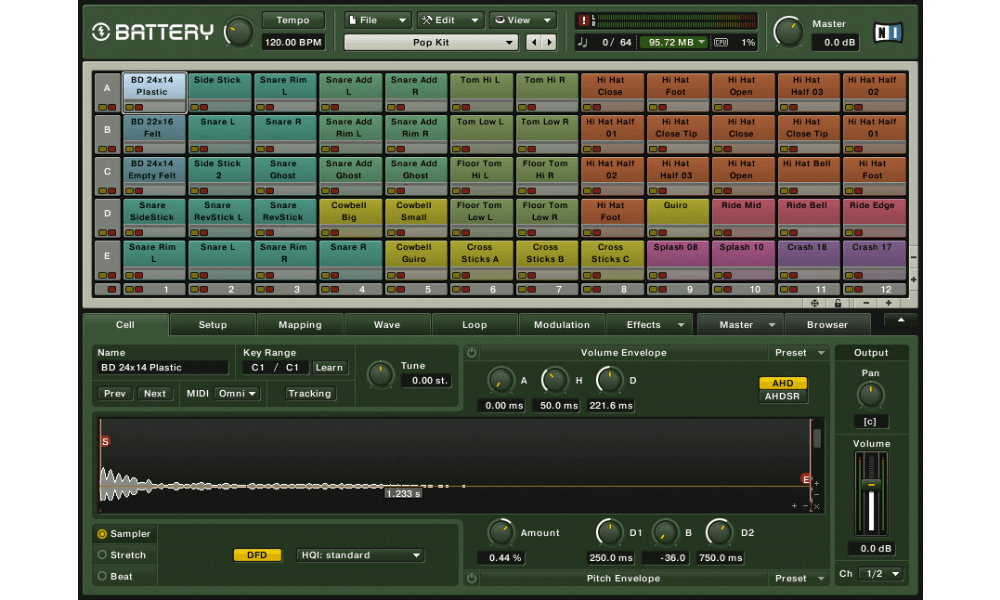 BATTERY
Tempo
120.00 BPM
File Edit View
Pop Kit
L
R
0 / 64 95.72 MB CPU 1%
Master
0.0 dB
NI
A
BD 24x14 Plastic
Side Stick
Snare Rim L
Snare Add L
Snare Add R
Tom Hi L
Tom Hi R
Hi Hat Close
Hi Hat Foot
Hi Hat Open
Hi Hat Half 03
Hi Hat Half 02
B
BD 22x16 Felt
Snare L
Snare R
Snare Add Rim L
Snare Add Rim R
Tom Low L
Tom Low R
Hi Hat Half 01
Hi Hat Close Tip
Hi Hat Close
Hi Hat Close Tip
Hi Hat Half 01
C
BD 24x14 Empty Felt
Side Stick 2
Snare Ghost
Snare Add Ghost
Snare Add Ghost
Floor Tom Hi L
Floor Tom Hi R
Hi Hat Half 02
Hi Hat Half 03
Hi Hat Open
Hi Hat Bell
Hi Hat Foot
D
Snare SideStick
Snare RevStick L
Snare RevStick
Cowbell Big
Cowbell Small
Floor Tom Low L
Floor Tom Low R
Hi Hat Foot
Guiro
Ride Mid
Ride Bell
Ride Edge
E
Snare Rim L
Snare L
Snare Rim R
Snare R
Cowbell Guiro
Cross Sticks A
Cross Sticks B
Cross Sticks C
Splash 08
Splash 10
Crash 18
Crash 17
1 2 3 4 5 6 7 8 9 10 11 12
Cell Setup Mapping Wave Loop Modulation Effects Master Browser
Name
BD 24x14 Plastic
Key Range
C1 / C1 Learn
Prev Next MIDI Omni Tracking
Tune
0.00 st.
Volume Envelope Preset
A H D
0.00 ms 50.0 ms 221.6 ms
AHD
AHDSR
Output
Pan
[c]
Volume
0.0 dB
Ch 1/2
S
E
1.233 s
Sampler
Stretch
Beat
DFD
HQI: standard
Amount D1 B D2
0.44 % 250.0 ms -36.0 750.0 ms
Pitch Envelope Preset